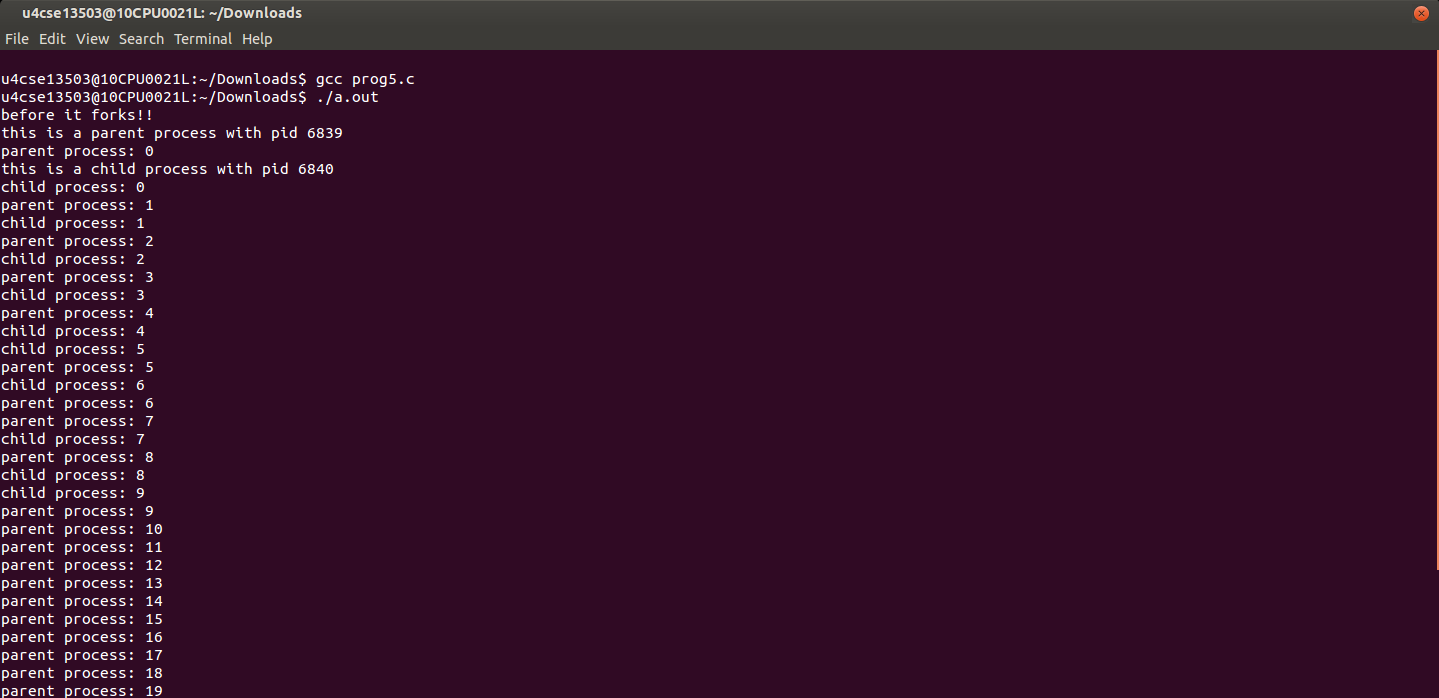 u4cse13503@10CPU0021L: ~/Downloads
File Edit View Search Terminal Help
u4cse13503@10CPU0021L:~/Downloads$ gcc prog5.c
u4cse13503@10CPU0021L:~/Downloads$ ./a.out
before it forks!!
this is a parent process with pid 6839
parent process: 0
this is a child process with pid 6840
child process: 0
parent process: 1
child process: 1
parent process: 2
child process: 2
parent process: 3
child process: 3
parent process: 4
child process: 4
child process: 5
parent process: 5
child process: 6
parent process: 6
parent process: 7
child process: 7
parent process: 8
child process: 8
child process: 9
parent process: 9
parent process: 10
parent process: 11
parent process: 12
parent process: 13
parent process: 14
parent process: 15
parent process: 16
parent process: 17
parent process: 18
parent process: 19